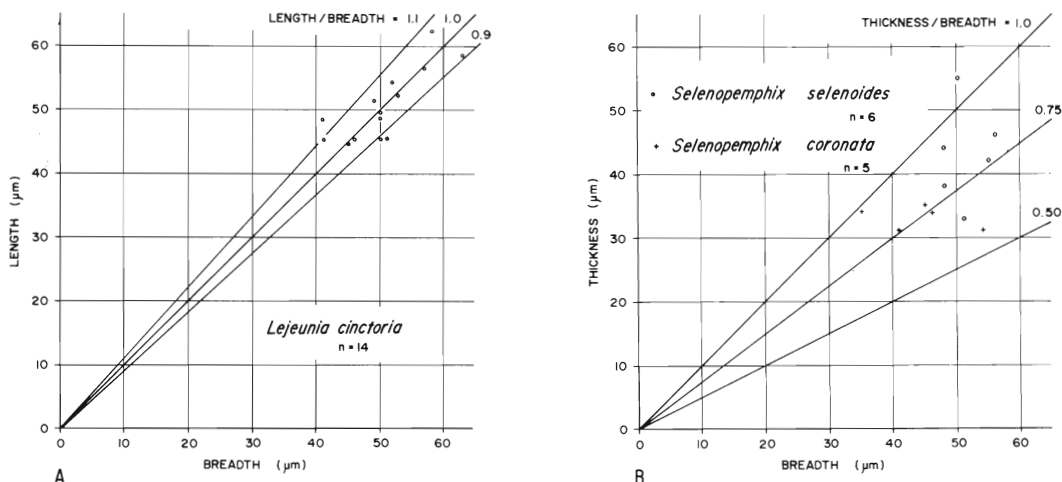 LENGTH/BREADTH = 1.1 1.0
0.9
60
50
40
30
20
10
0
LENGTH (µm)
Lejeunia cinctoria
n = 14
0 10 20 30 40 50 60
BREADTH (µm)
A
THICKNESS/BREADTH = 1.0
60
50
40
30
20
10
0
THICKNESS (µm)
Selenopemphix selenoides
n = 6
Selenopemphix coronata
n = 5
0.75
0.50
0 10 20 30 40 50 60
BREADTH (µm)
B